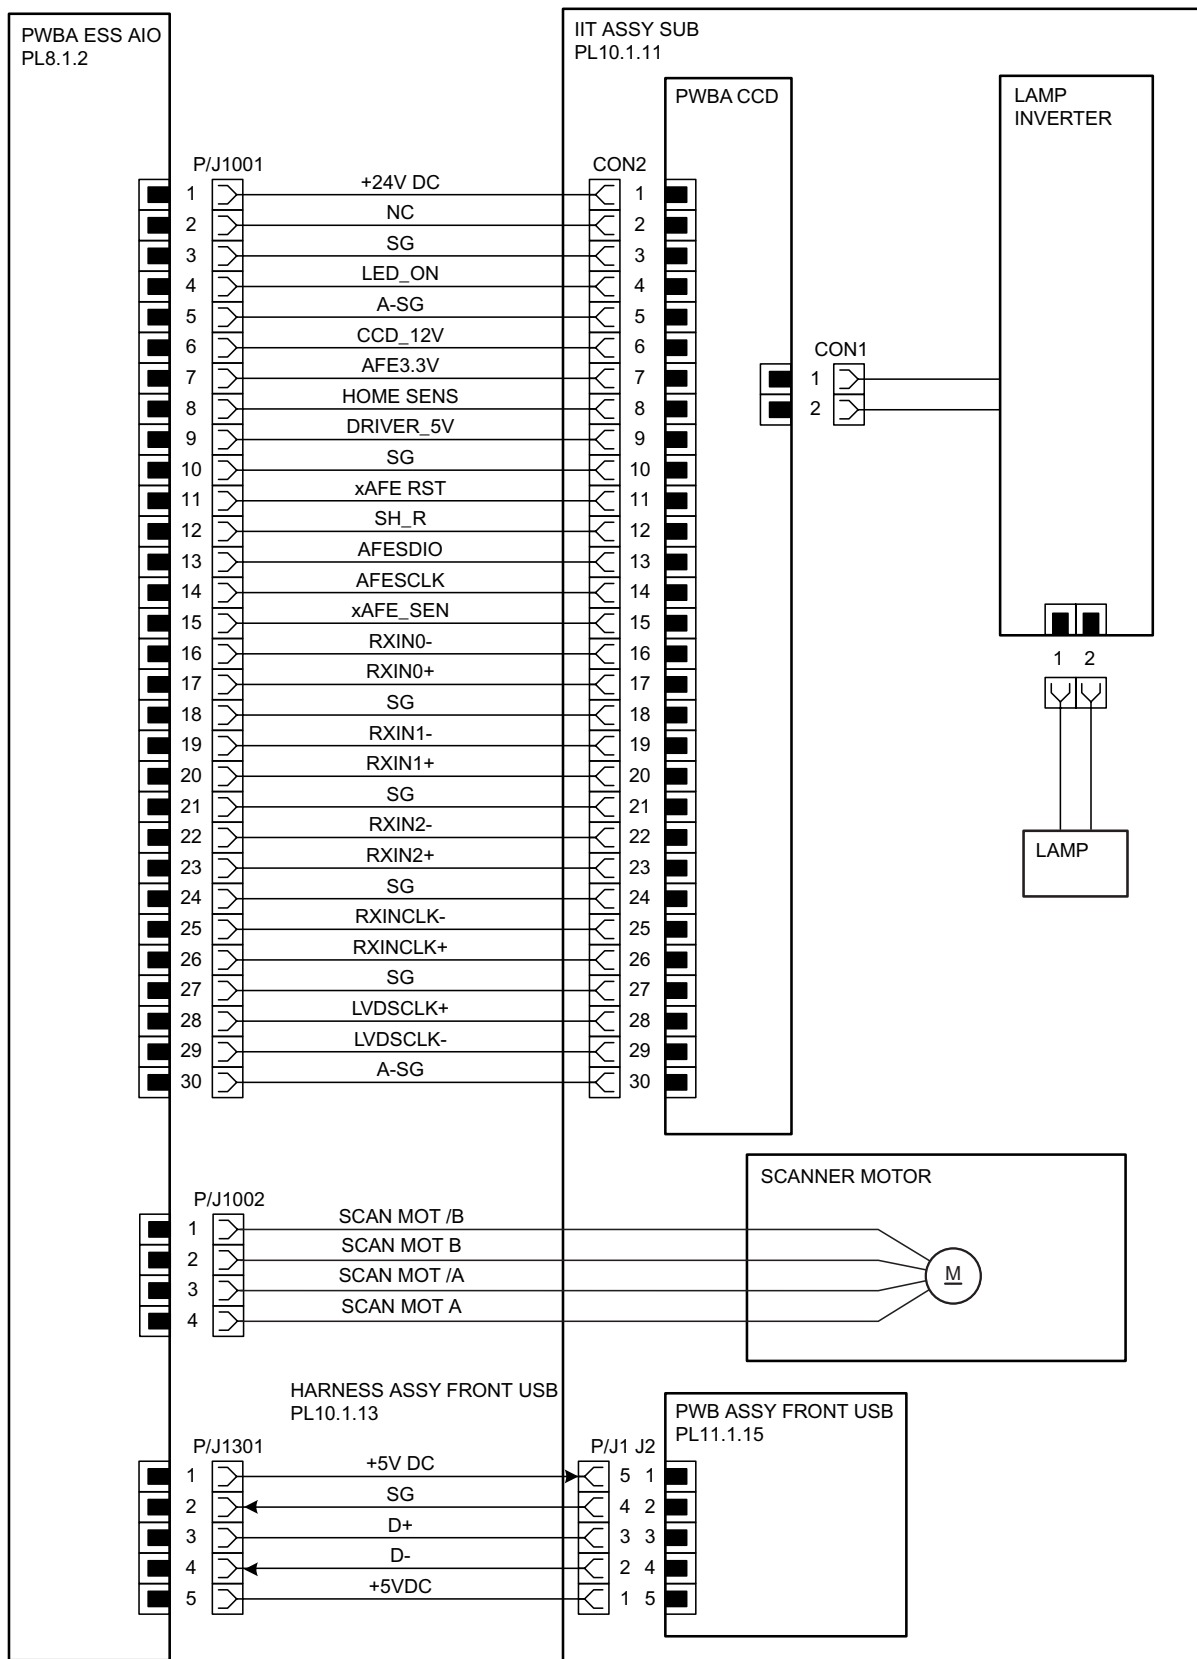 PWBA ESS AIO
PL8.1.2
IIT ASSY SUB
PL10.1.11
PWBA CCD
LAMP
INVERTER
P/J1001
CON2
1 +24V DC 1
2 NC 2
3 SG 3
4 LED_ON 4
5 A-SG 5
6 CCD_12V 6
7 AFE3.3V 7
8 HOME SENS 8
9 DRIVER_5V 9
10 SG 10
11 xAFE RST 11
12 SH_R 12
13 AFESDIO 13
14 AFESCLK 14
15 xAFE_SEN 15
16 RXIN0- 16
17 RXIN0+ 17
18 SG 18
19 RXIN1- 19
20 RXIN1+ 20
21 SG 21
22 RXIN2- 22
23 RXIN2+ 23
24 SG 24
25 RXINCLK- 25
26 RXINCLK+ 26
27 SG 27
28 LVDSCLK+ 28
29 LVDSCLK- 29
30 A-SG 30
CON1
1
2
1 2
LAMP
SCANNER MOTOR
P/J1002
1 SCAN MOT /B
2 SCAN MOT B
3 SCAN MOT /A
4 SCAN MOT A
M
HARNESS ASSY FRONT USB
PL10.1.13
PWB ASSY FRONT USB
PL11.1.15
P/J1301
P/J1 J2
1 +5V DC 5 1
2 SG 4 2
3 D+ 3 3
4 D- 2 4
5 +5VDC 1 5